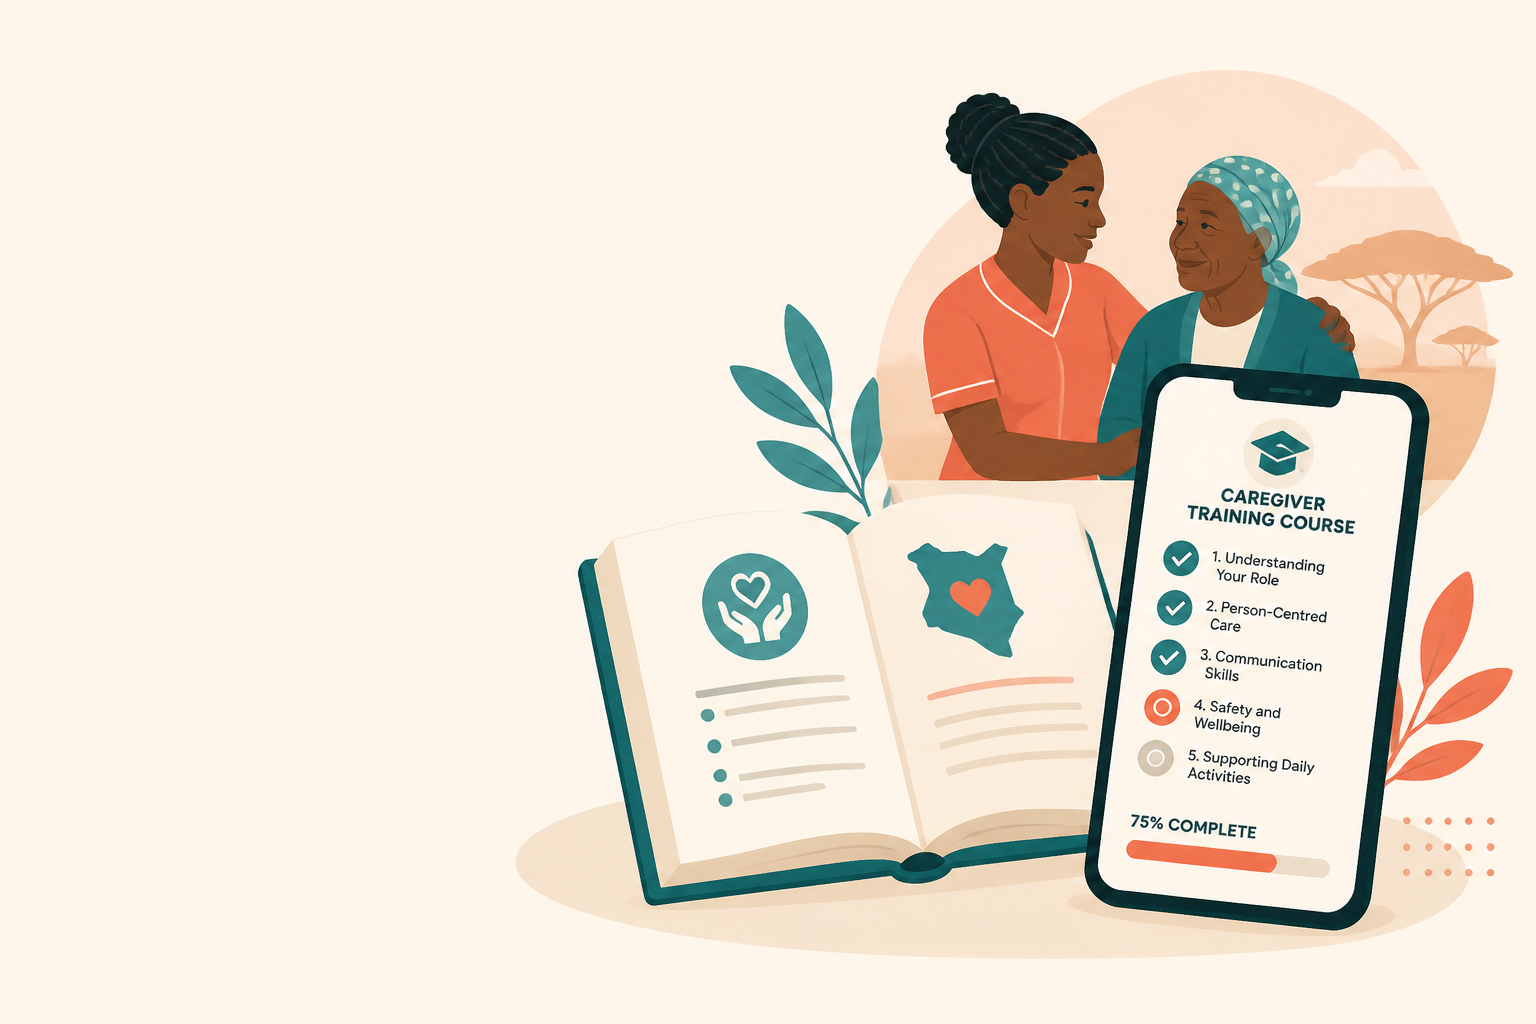 CAREGIVER
TRAINING COURSE
1. Understanding
Your Role
2. Person-Centred
Care
3. Communication
Skills
4. Safety and
Wellbeing
5. Supporting Daily
Activities
75% COMPLETE